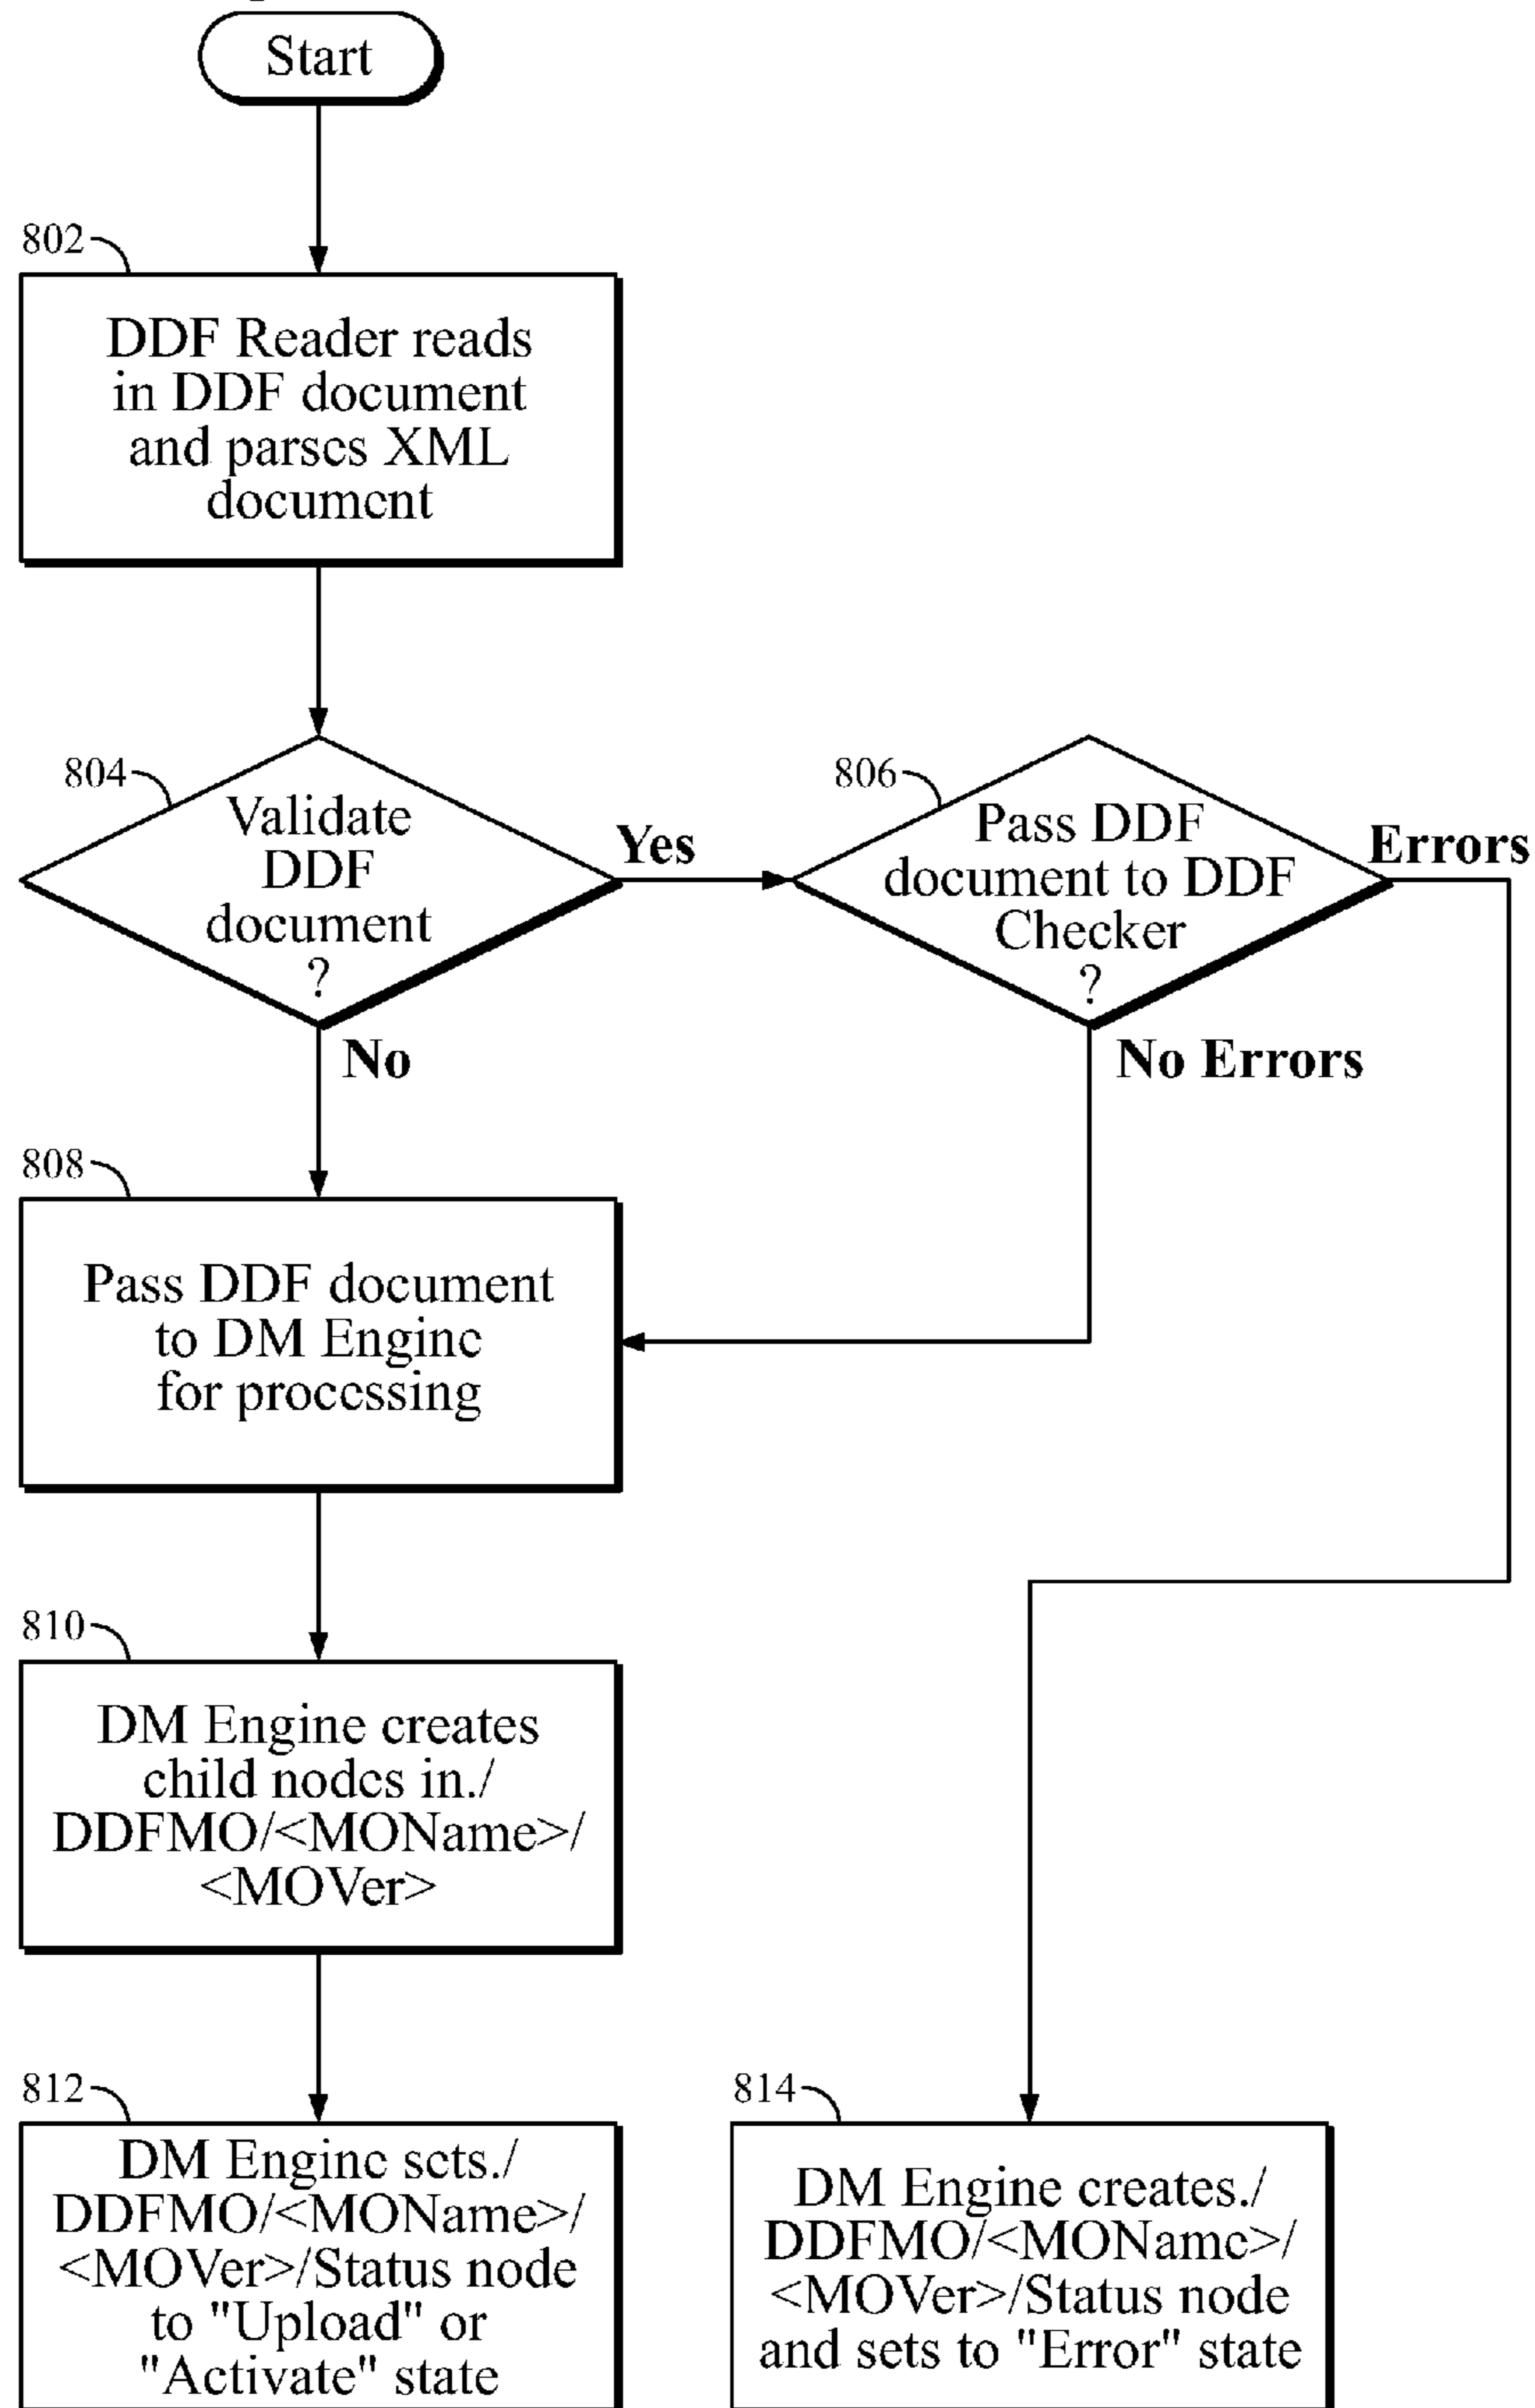 Start
802
DDF Reader reads
in DDF document
and parses XML
document
804
Validate
DDF
document
?
Yes
806
Pass DDF
document to DDF
Checker
?
Errors
No
No Errors
808
Pass DDF document
to DM Engine
for processing
810
DM Engine creates
child nodes in./
DDFMO/<MOName>/
<MOVer>
812
DM Engine sets./
DDFMO/<MOName>/
<MOVer>/Status node
to "Upload" or
"Activate" state
814
DM Engine creates./
DDFMO/<MOName>/
<MOVer>/Status node
and sets to "Error" state